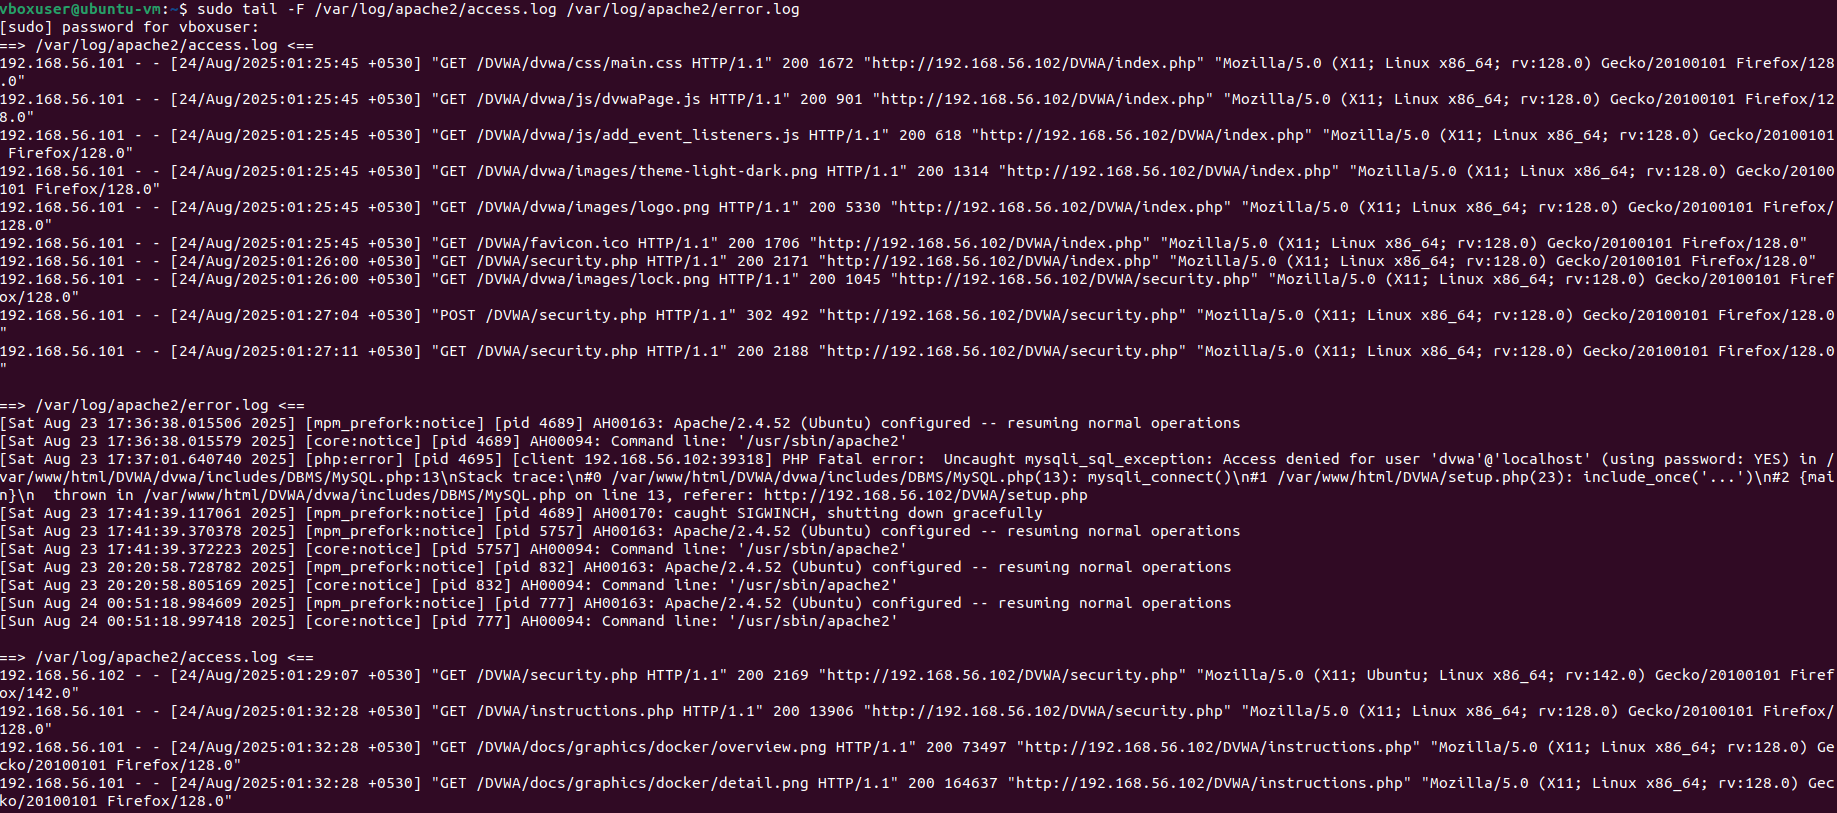 vboxuser@ubuntu-vm:~$ sudo tail -F /var/log/apache2/access.log /var/log/apache2/error.log
[sudo] password for vboxuser:
==> /var/log/apache2/access.log <==
192.168.56.101 - - [24/Aug/2025:01:25:45 +0530] "GET /DVWA/dvwa/css/main.css HTTP/1.1" 200 1672 "http://192.168.56.102/DVWA/index.php" "Mozilla/5.0 (X11; Linux x86_64; rv:128.0) Gecko/20100101 Firefox/128
.0"
192.168.56.101 - - [24/Aug/2025:01:25:45 +0530] "GET /DVWA/dvwa/js/dvwaPage.js HTTP/1.1" 200 901 "http://192.168.56.102/DVWA/index.php" "Mozilla/5.0 (X11; Linux x86_64; rv:128.0) Gecko/20100101 Firefox/12
8.0"
192.168.56.101 - - [24/Aug/2025:01:25:45 +0530] "GET /DVWA/dvwa/js/add_event_listeners.js HTTP/1.1" 200 618 "http://192.168.56.102/DVWA/index.php" "Mozilla/5.0 (X11; Linux x86_64; rv:128.0) Gecko/20100101
 Firefox/128.0"
192.168.56.101 - - [24/Aug/2025:01:25:45 +0530] "GET /DVWA/dvwa/images/theme-light-dark.png HTTP/1.1" 200 1314 "http://192.168.56.102/DVWA/index.php" "Mozilla/5.0 (X11; Linux x86_64; rv:128.0) Gecko/20100
101 Firefox/128.0"
192.168.56.101 - - [24/Aug/2025:01:25:45 +0530] "GET /DVWA/dvwa/images/logo.png HTTP/1.1" 200 5330 "http://192.168.56.102/DVWA/index.php" "Mozilla/5.0 (X11; Linux x86_64; rv:128.0) Gecko/20100101 Firefox/
128.0"
192.168.56.101 - - [24/Aug/2025:01:25:45 +0530] "GET /DVWA/favicon.ico HTTP/1.1" 200 1706 "http://192.168.56.102/DVWA/index.php" "Mozilla/5.0 (X11; Linux x86_64; rv:128.0) Gecko/20100101 Firefox/128.0"
192.168.56.101 - - [24/Aug/2025:01:26:00 +0530] "GET /DVWA/security.php HTTP/1.1" 200 2171 "http://192.168.56.102/DVWA/index.php" "Mozilla/5.0 (X11; Linux x86_64; rv:128.0) Gecko/20100101 Firefox/128.0"
192.168.56.101 - - [24/Aug/2025:01:26:00 +0530] "GET /DVWA/dvwa/images/lock.png HTTP/1.1" 200 1045 "http://192.168.56.102/DVWA/security.php" "Mozilla/5.0 (X11; Linux x86_64; rv:128.0) Gecko/20100101 Firef
ox/128.0"
192.168.56.101 - - [24/Aug/2025:01:27:04 +0530] "POST /DVWA/security.php HTTP/1.1" 302 492 "http://192.168.56.102/DVWA/security.php" "Mozilla/5.0 (X11; Linux x86_64; rv:128.0) Gecko/20100101 Firefox/128.0
"
192.168.56.101 - - [24/Aug/2025:01:27:11 +0530] "GET /DVWA/security.php HTTP/1.1" 200 2188 "http://192.168.56.102/DVWA/security.php" "Mozilla/5.0 (X11; Linux x86_64; rv:128.0) Gecko/20100101 Firefox/128.0
"
==> /var/log/apache2/error.log <==
[Sat Aug 23 17:36:38.015506 2025] [mpm_prefork:notice] [pid 4689] AH00163: Apache/2.4.52 (Ubuntu) configured -- resuming normal operations
[Sat Aug 23 17:36:38.015579 2025] [core:notice] [pid 4689] AH00094: Command line: '/usr/sbin/apache2'
[Sat Aug 23 17:37:01.640740 2025] [php:error] [pid 4695] [client 192.168.56.102:39318] PHP Fatal error:  Uncaught mysqli_sql_exception: Access denied for user 'dvwa'@'localhost' (using password: YES) in /
var/www/html/DVWA/dvwa/includes/DBMS/MySQL.php:13\nStack trace:\n#0 /var/www/html/DVWA/dvwa/includes/DBMS/MySQL.php(13): mysqli_connect()\n#1 /var/www/html/DVWA/setup.php(23): include_once('...')\n#2 {mai
n}\n  thrown in /var/www/html/DVWA/dvwa/includes/DBMS/MySQL.php on line 13, referer: http://192.168.56.102/DVWA/setup.php
[Sat Aug 23 17:41:39.117061 2025] [mpm_prefork:notice] [pid 4689] AH00170: caught SIGWINCH, shutting down gracefully
[Sat Aug 23 17:41:39.370378 2025] [mpm_prefork:notice] [pid 5757] AH00163: Apache/2.4.52 (Ubuntu) configured -- resuming normal operations
[Sat Aug 23 17:41:39.372223 2025] [core:notice] [pid 5757] AH00094: Command line: '/usr/sbin/apache2'
[Sat Aug 23 20:20:58.728782 2025] [mpm_prefork:notice] [pid 832] AH00163: Apache/2.4.52 (Ubuntu) configured -- resuming normal operations
[Sat Aug 23 20:20:58.805169 2025] [core:notice] [pid 832] AH00094: Command line: '/usr/sbin/apache2'
[Sun Aug 24 00:51:18.984609 2025] [mpm_prefork:notice] [pid 777] AH00163: Apache/2.4.52 (Ubuntu) configured -- resuming normal operations
[Sun Aug 24 00:51:18.997418 2025] [core:notice] [pid 777] AH00094: Command line: '/usr/sbin/apache2'
==> /var/log/apache2/access.log <==
192.168.56.102 - - [24/Aug/2025:01:29:07 +0530] "GET /DVWA/security.php HTTP/1.1" 200 2169 "http://192.168.56.102/DVWA/security.php" "Mozilla/5.0 (X11; Ubuntu; Linux x86_64; rv:142.0) Gecko/20100101 Firef
ox/142.0"
192.168.56.101 - - [24/Aug/2025:01:32:28 +0530] "GET /DVWA/instructions.php HTTP/1.1" 200 13906 "http://192.168.56.102/DVWA/security.php" "Mozilla/5.0 (X11; Linux x86_64; rv:128.0) Gecko/20100101 Firefox/
128.0"
192.168.56.101 - - [24/Aug/2025:01:32:28 +0530] "GET /DVWA/docs/graphics/docker/overview.png HTTP/1.1" 200 73497 "http://192.168.56.102/DVWA/instructions.php" "Mozilla/5.0 (X11; Linux x86_64; rv:128.0) Ge
cko/20100101 Firefox/128.0"
192.168.56.101 - - [24/Aug/2025:01:32:28 +0530] "GET /DVWA/docs/graphics/docker/detail.png HTTP/1.1" 200 164637 "http://192.168.56.102/DVWA/instructions.php" "Mozilla/5.0 (X11; Linux x86_64; rv:128.0) Gec
ko/20100101 Firefox/128.0"